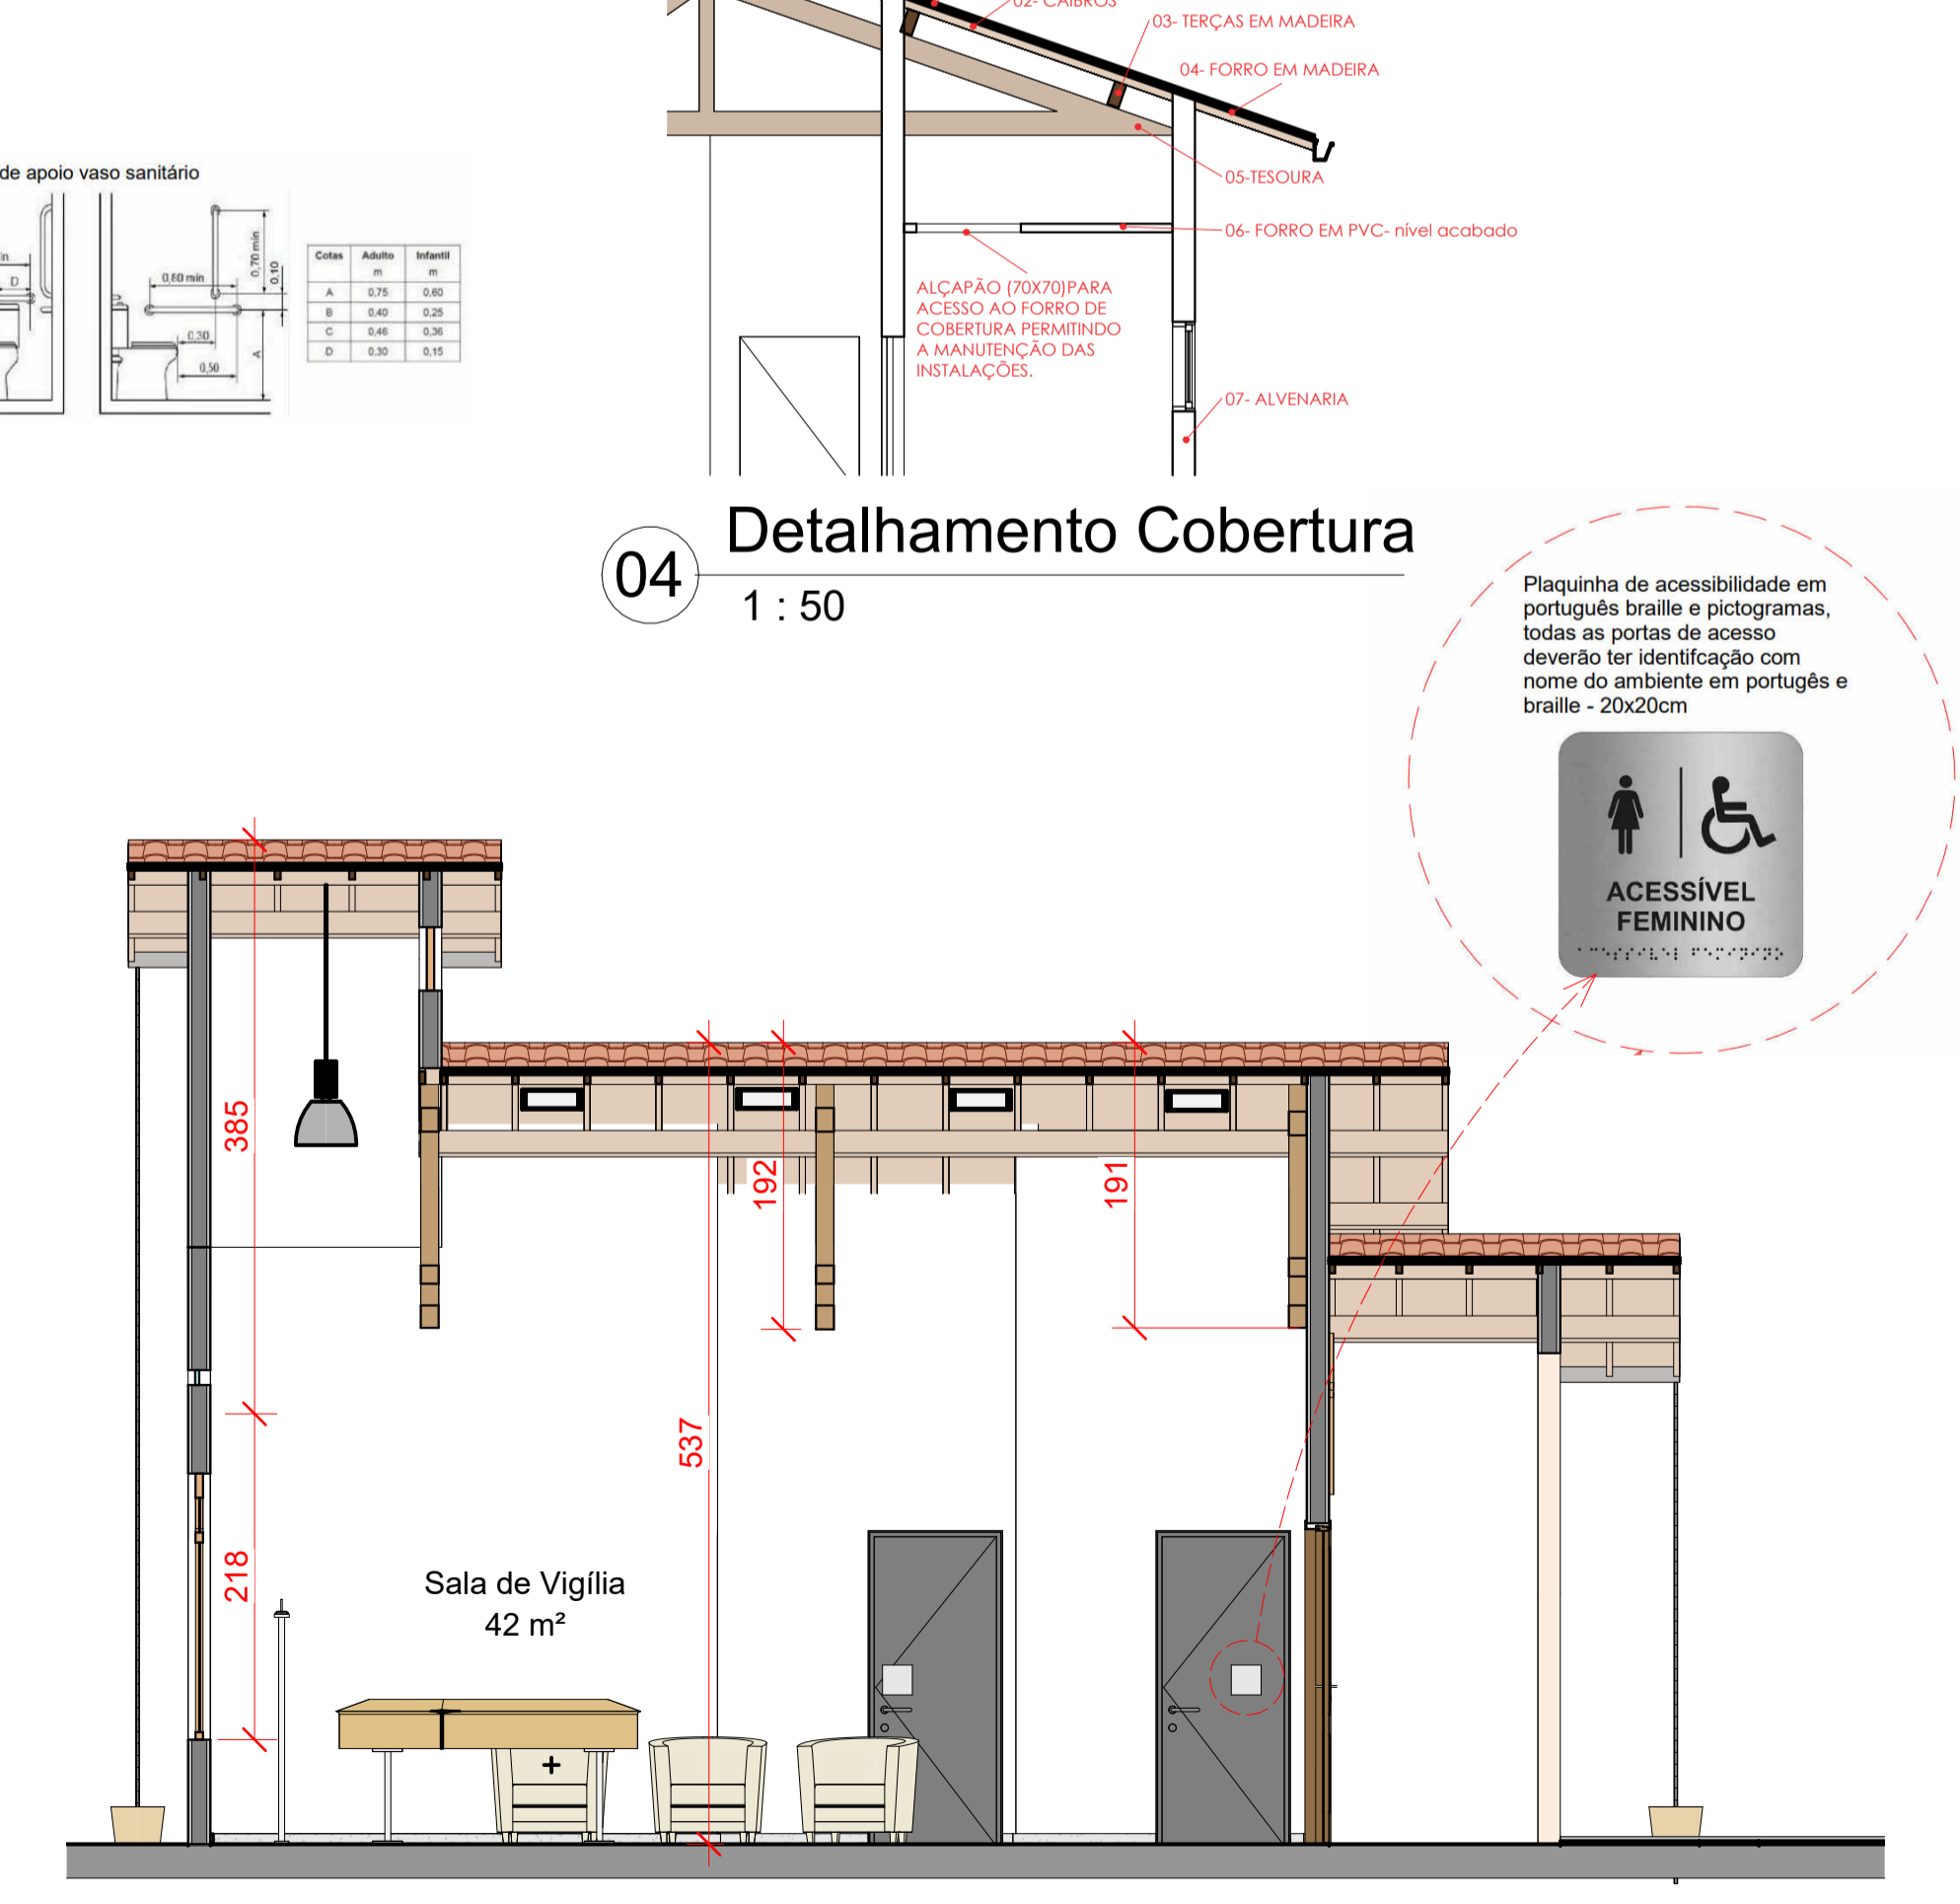 02- CAIBROS
03- TERÇAS EM MADEIRA
04- FORRO EM MADEIRA
05-TESOURA
06- FORRO EM PVC- nível acabado
ALÇAPÃO (70X70)PARA
ACESSO AO FORRO DE
COBERTURA PERMITINDO
A MANUTENÇÃO DAS
INSTALAÇÕES.
07- ALVENARIA
de apoio vaso sanitário
D
0,80 min
0,70 min
0,10
0,30
0,50
A
Cotas Adulto Infantil
m m
A 0,75 0,60
B 0,40 0,25
C 0,46 0,36
D 0,30 0,15
04
Detalhamento Cobertura
1 : 50
Plaquinha de acessibilidade em
português braille e pictogramas,
todas as portas de acesso
deverão ter identifcação com
nome do ambiente em portugês e
braille - 20x20cm
ACESSÍVEL
FEMININO
385
192
191
537
218
Sala de Vigília
42 m²